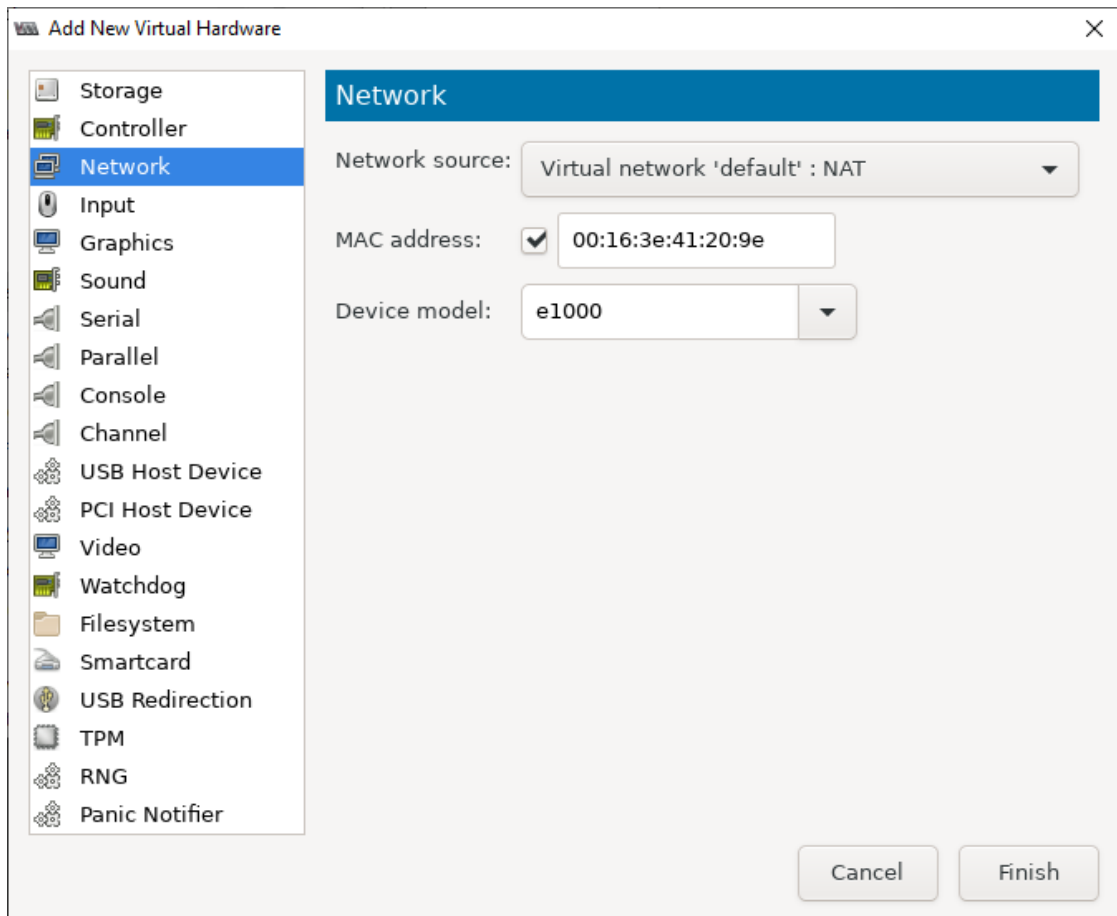 Add New Virtual Hardware
Storage
Controller
Network
Input
Graphics
Sound
Serial
Parallel
Console
Channel
USB Host Device
PCI Host Device
Video
Watchdog
Filesystem
Smartcard
USB Redirection
TPM
RNG
Panic Notifier
Network
Network source: Virtual network 'default' : NAT
MAC address: 00:16:3e:41:20:9e
Device model: e1000
Cancel Finish